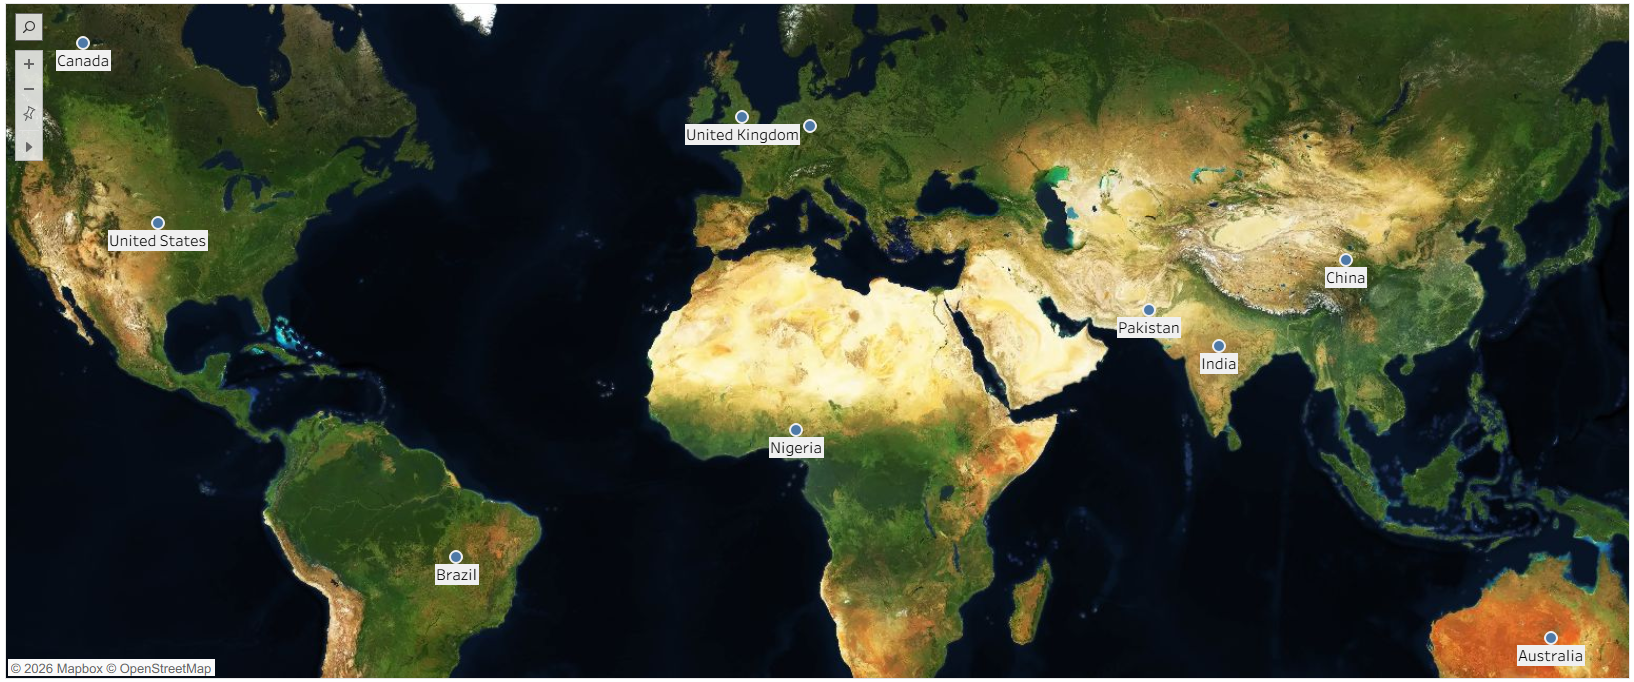 Canada
United Kingdom
United States
China
Pakistan
India
Nigeria
Brazil
Australia
© 2026 Mapbox © OpenStreetMap